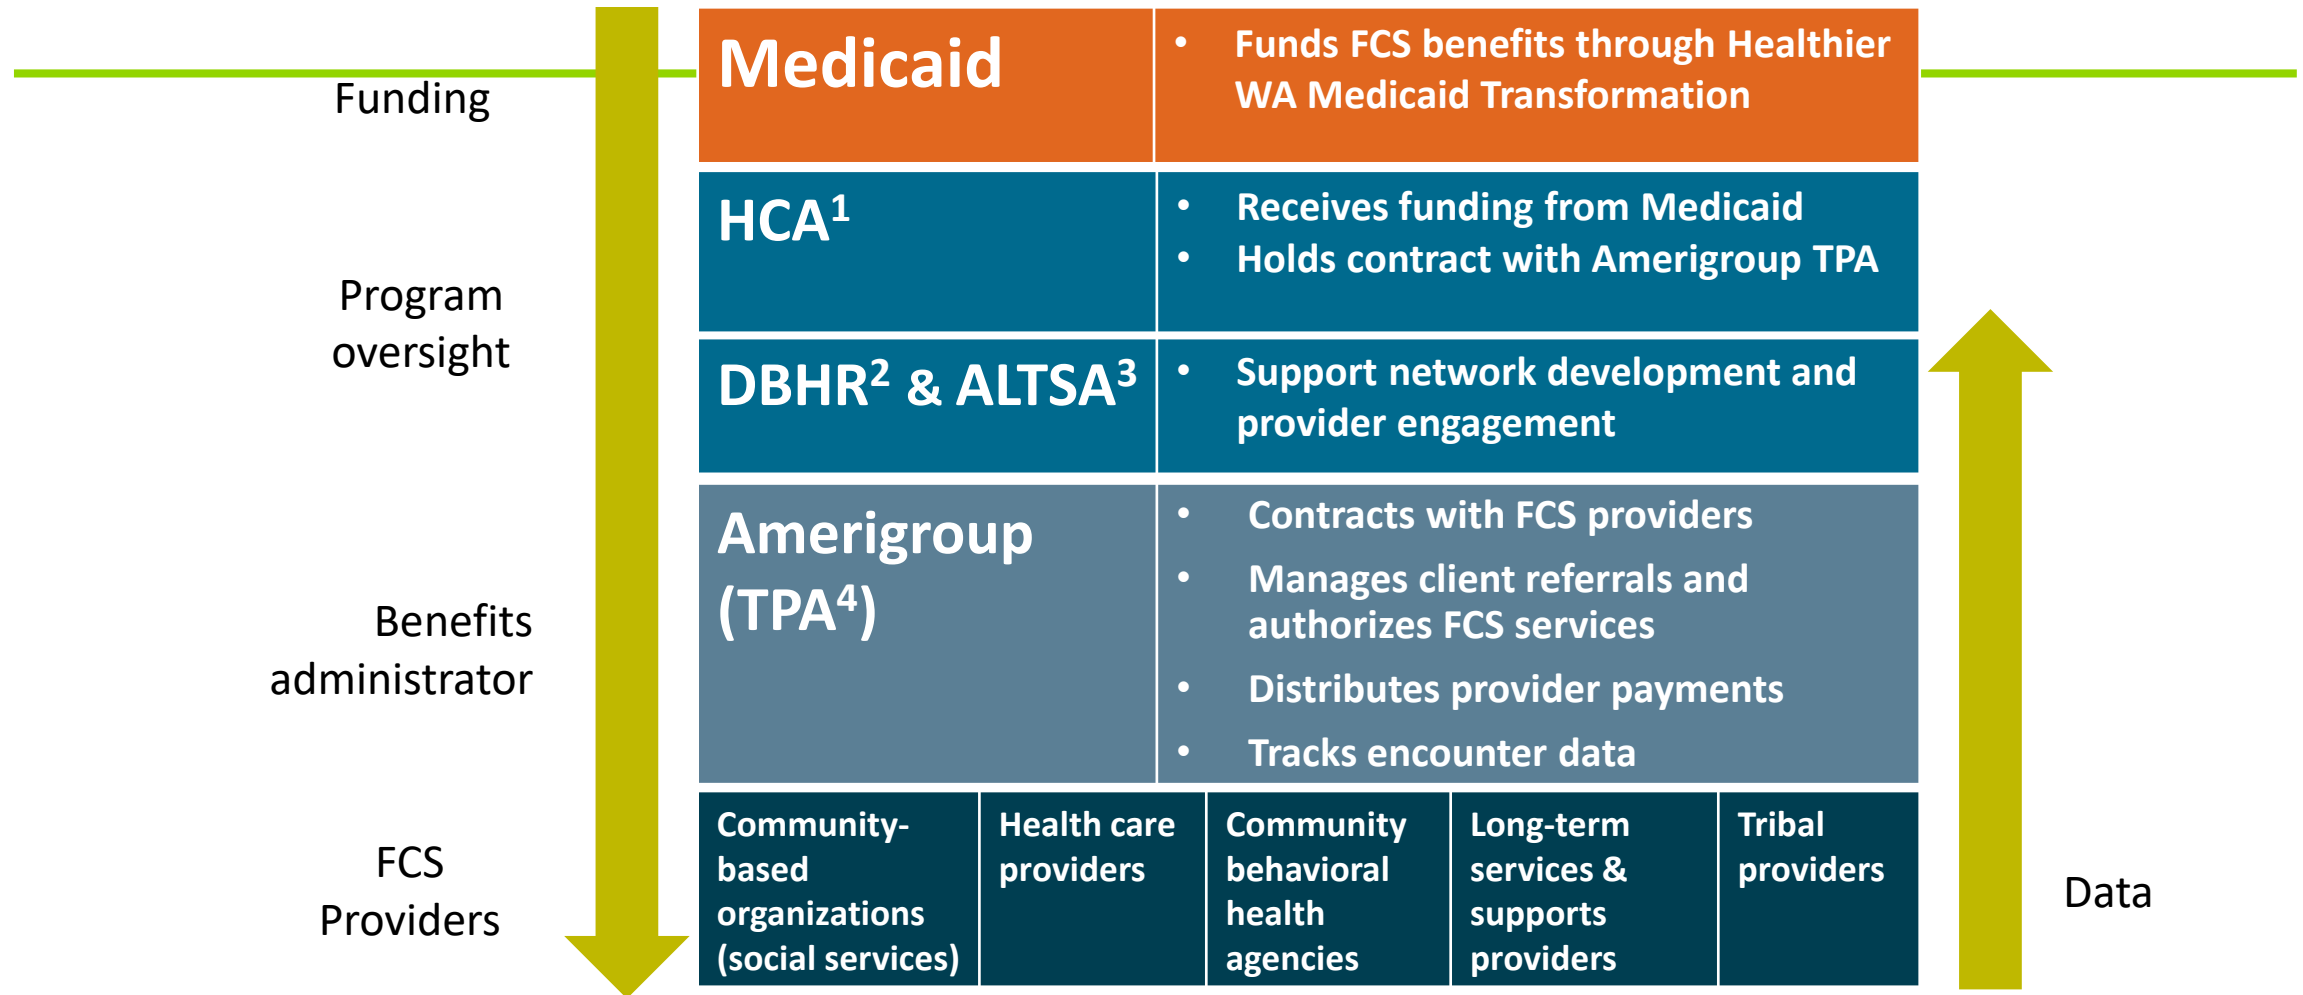 Funding
Medicaid
• Funds FCS benefits through Healthier
WA Medicaid Transformation
Program
oversight
HCA¹
• Receives funding from Medicaid
• Holds contract with Amerigroup TPA
DBHR² & ALTSA³
• Support network development and
provider engagement
Benefits
administrator
Amerigroup
(TPA⁴)
• Contracts with FCS providers
• Manages client referrals and
authorizes FCS services
• Distributes provider payments
• Tracks encounter data
FCS
Providers
Community-
based
organizations
(social services)
Health care
providers
Community
behavioral
health
agencies
Long-term
services &
supports
providers
Tribal
providers
Data